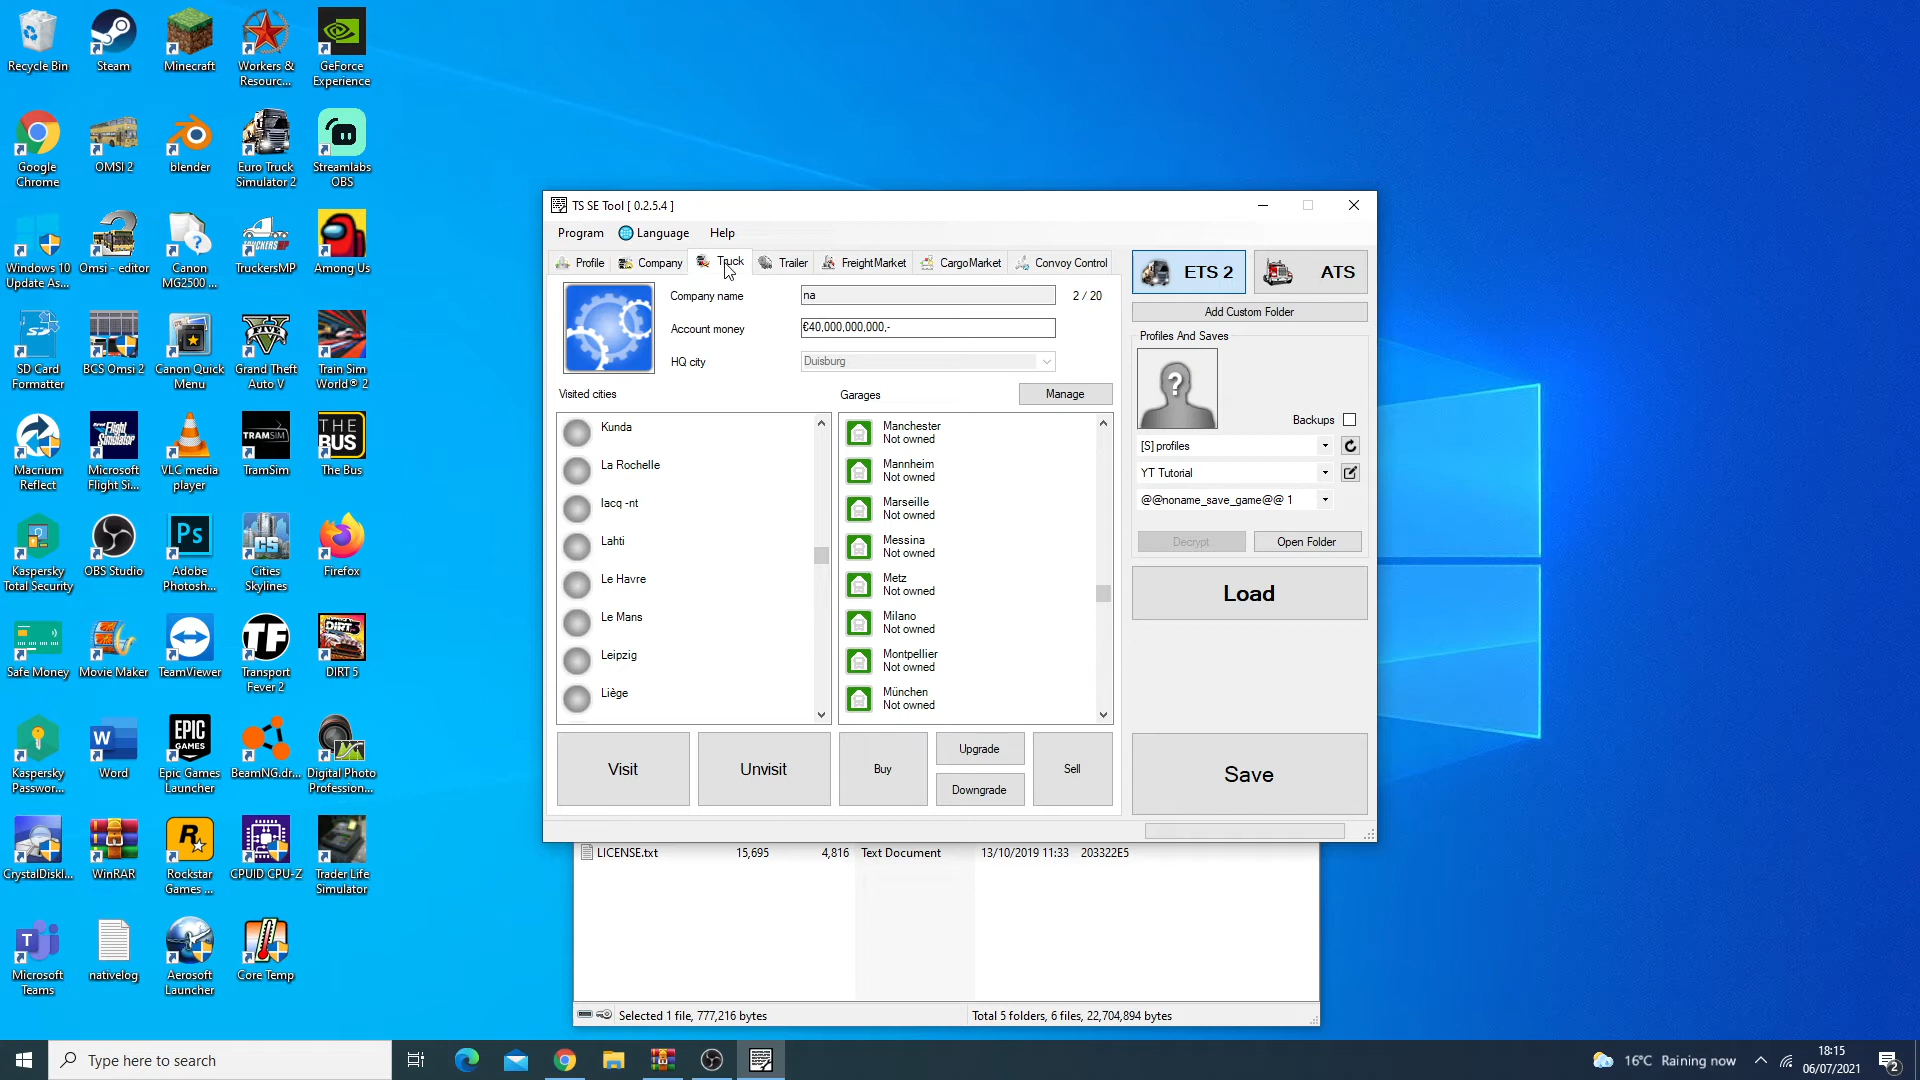 Recycle Bin
Steam
Minecraft
Workers &
Resourc...
GeForce
Experience
Google
Chrome
OMSI 2
blender
Euro Truck
Simulator 2
Streamlabs
OBS
Windows 10
Update As...
Omsi - editor
Canon
MG2500 ...
TRUCKERSMP
TruckersMP
Among Us
SD Card
Formatter
BCS Omsi 2
Canon Quick
Menu
Grand Theft
Auto V
Train Sim
World® 2
Macrium
Reflect
Microsoft
Flight Si...
VLC media
player
TRAMSIM
TramSim
THE
BUS
The Bus
Kaspersky
Total Security
OBS Studio
Ps
Adobe
Photosh...
Cities
Skylines
Firefox
Safe Money
Movie Maker
TeamViewer
TF
Transport
Fever 2
DIRT 5
Kaspersky
Passwor...
Word
EPIC
GAMES
Epic Games
Launcher
BeamNG.dr...
Digital Photo
Profession...
CrystalDiskI...
WinRAR
Rockstar
Games ...
CPUID CPU-Z
Trader Life
Simulator
Microsoft
Teams
nativelog
Aerosoft
Launcher
Core Temp
TS SE Tool [ 0.2.5.4 ]
Program Language Help
Profile Company Truck Trailer FreightMarket CargoMarket Convoy Control
Company name na 2 / 20
Account money €40,000,000,000,-
HQ city Duisburg
Visited cities
Garages Manage
Kunda
La Rochelle
lacq -nt
Lahti
Le Havre
Le Mans
Leipzig
Liège
Manchester
Not owned
Mannheim
Not owned
Marseille
Not owned
Messina
Not owned
Metz
Not owned
Milano
Not owned
Montpellier
Not owned
München
Not owned
Visit Unvisit Buy Upgrade Downgrade Sell
ETS 2 ATS
Add Custom Folder
Profiles And Saves
Backups
[S] profiles
YT Tutorial
@@noname_save_game@@ 1
Decrypt Open Folder
Load
Save
LICENSE.txt 15,695 4,816 Text Document 13/10/2019 11:33 203322E5
Selected 1 file, 777,216 bytes Total 5 folders, 6 files, 22,704,894 bytes
Type here to search
16°C Raining now
18:15
06/07/2021
2